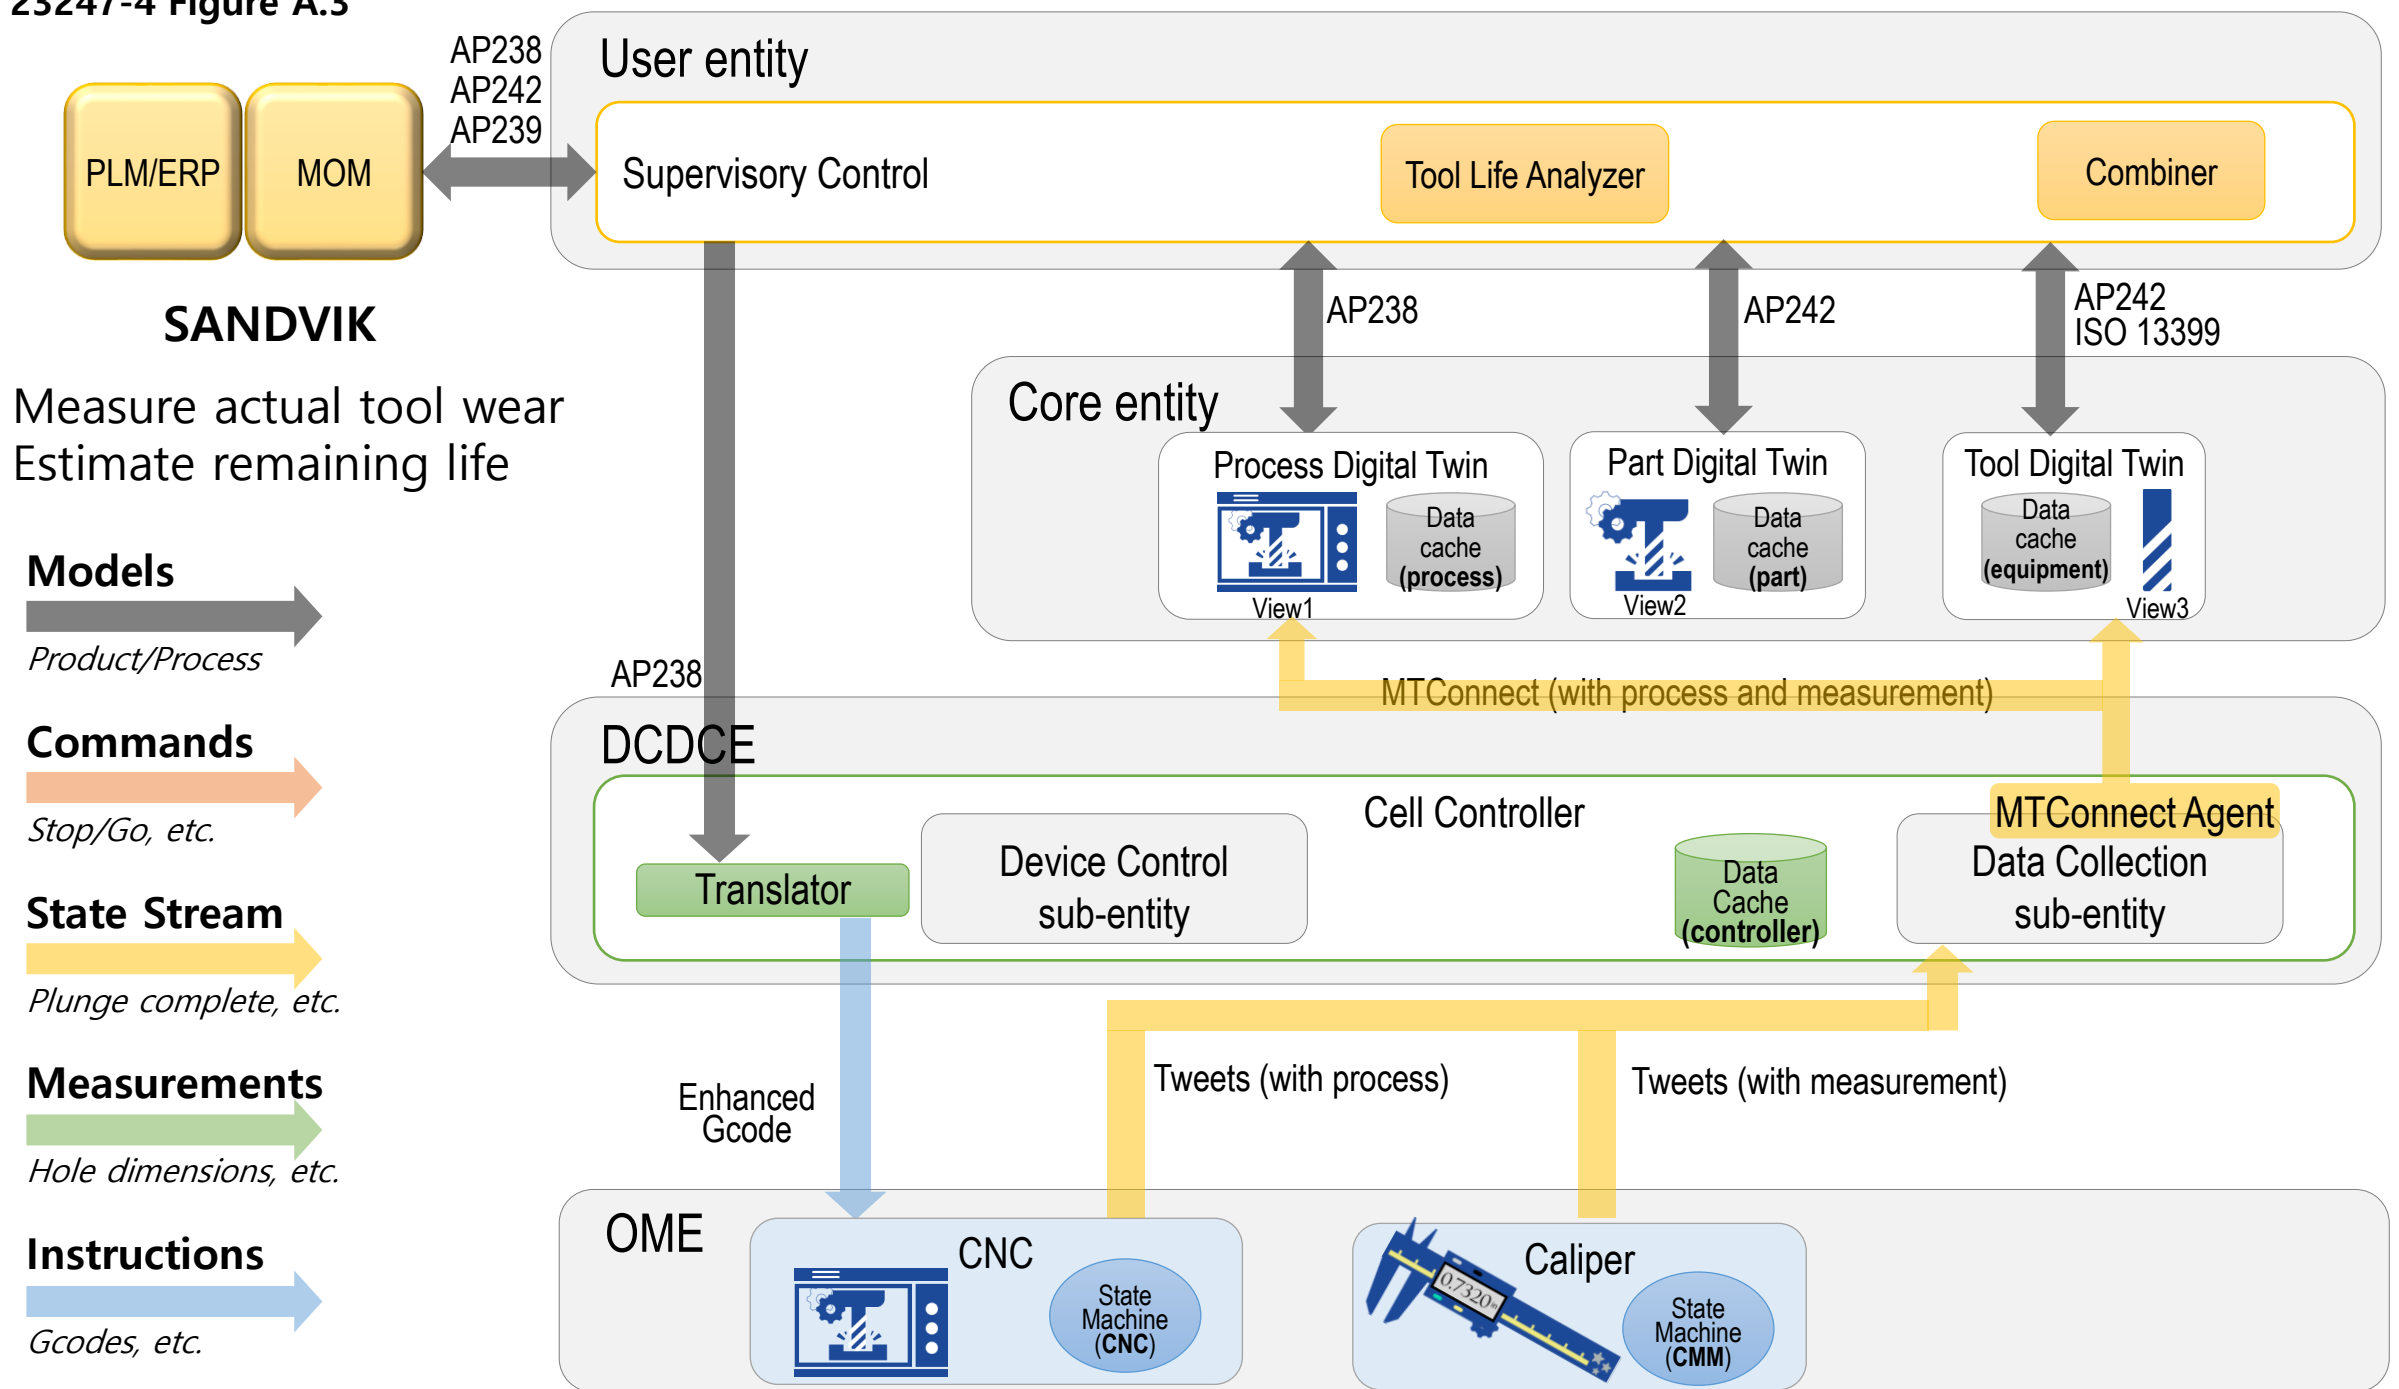 23247-4 Figure A.3
AP238
AP242
AP239
PLM/ERP
MOM
SANDVIK
Measure actual tool wear
Estimate remaining life
Models
Product/Process
Commands
Stop/Go, etc.
State Stream
Plunge complete, etc.
Measurements
Hole dimensions, etc.
Instructions
Gcodes, etc.
User entity
Supervisory Control
Tool Life Analyzer
Combiner
AP238
AP242
AP242
ISO 13399
Core entity
Process Digital Twin
Data
cache
(process)
View1
Part Digital Twin
Data
cache
(part)
View2
Tool Digital Twin
Data
cache
(equipment)
View3
AP238
MTConnect (with process and measurement)
DCDCE
Cell Controller
Translator
Device Control
sub-entity
Data
Cache
(controller)
MTConnect Agent
Data Collection
sub-entity
Enhanced
Gcode
Tweets (with process)
Tweets (with measurement)
OME
CNC
State
Machine
(CNC)
Caliper
0.7320 in
State
Machine
(CMM)